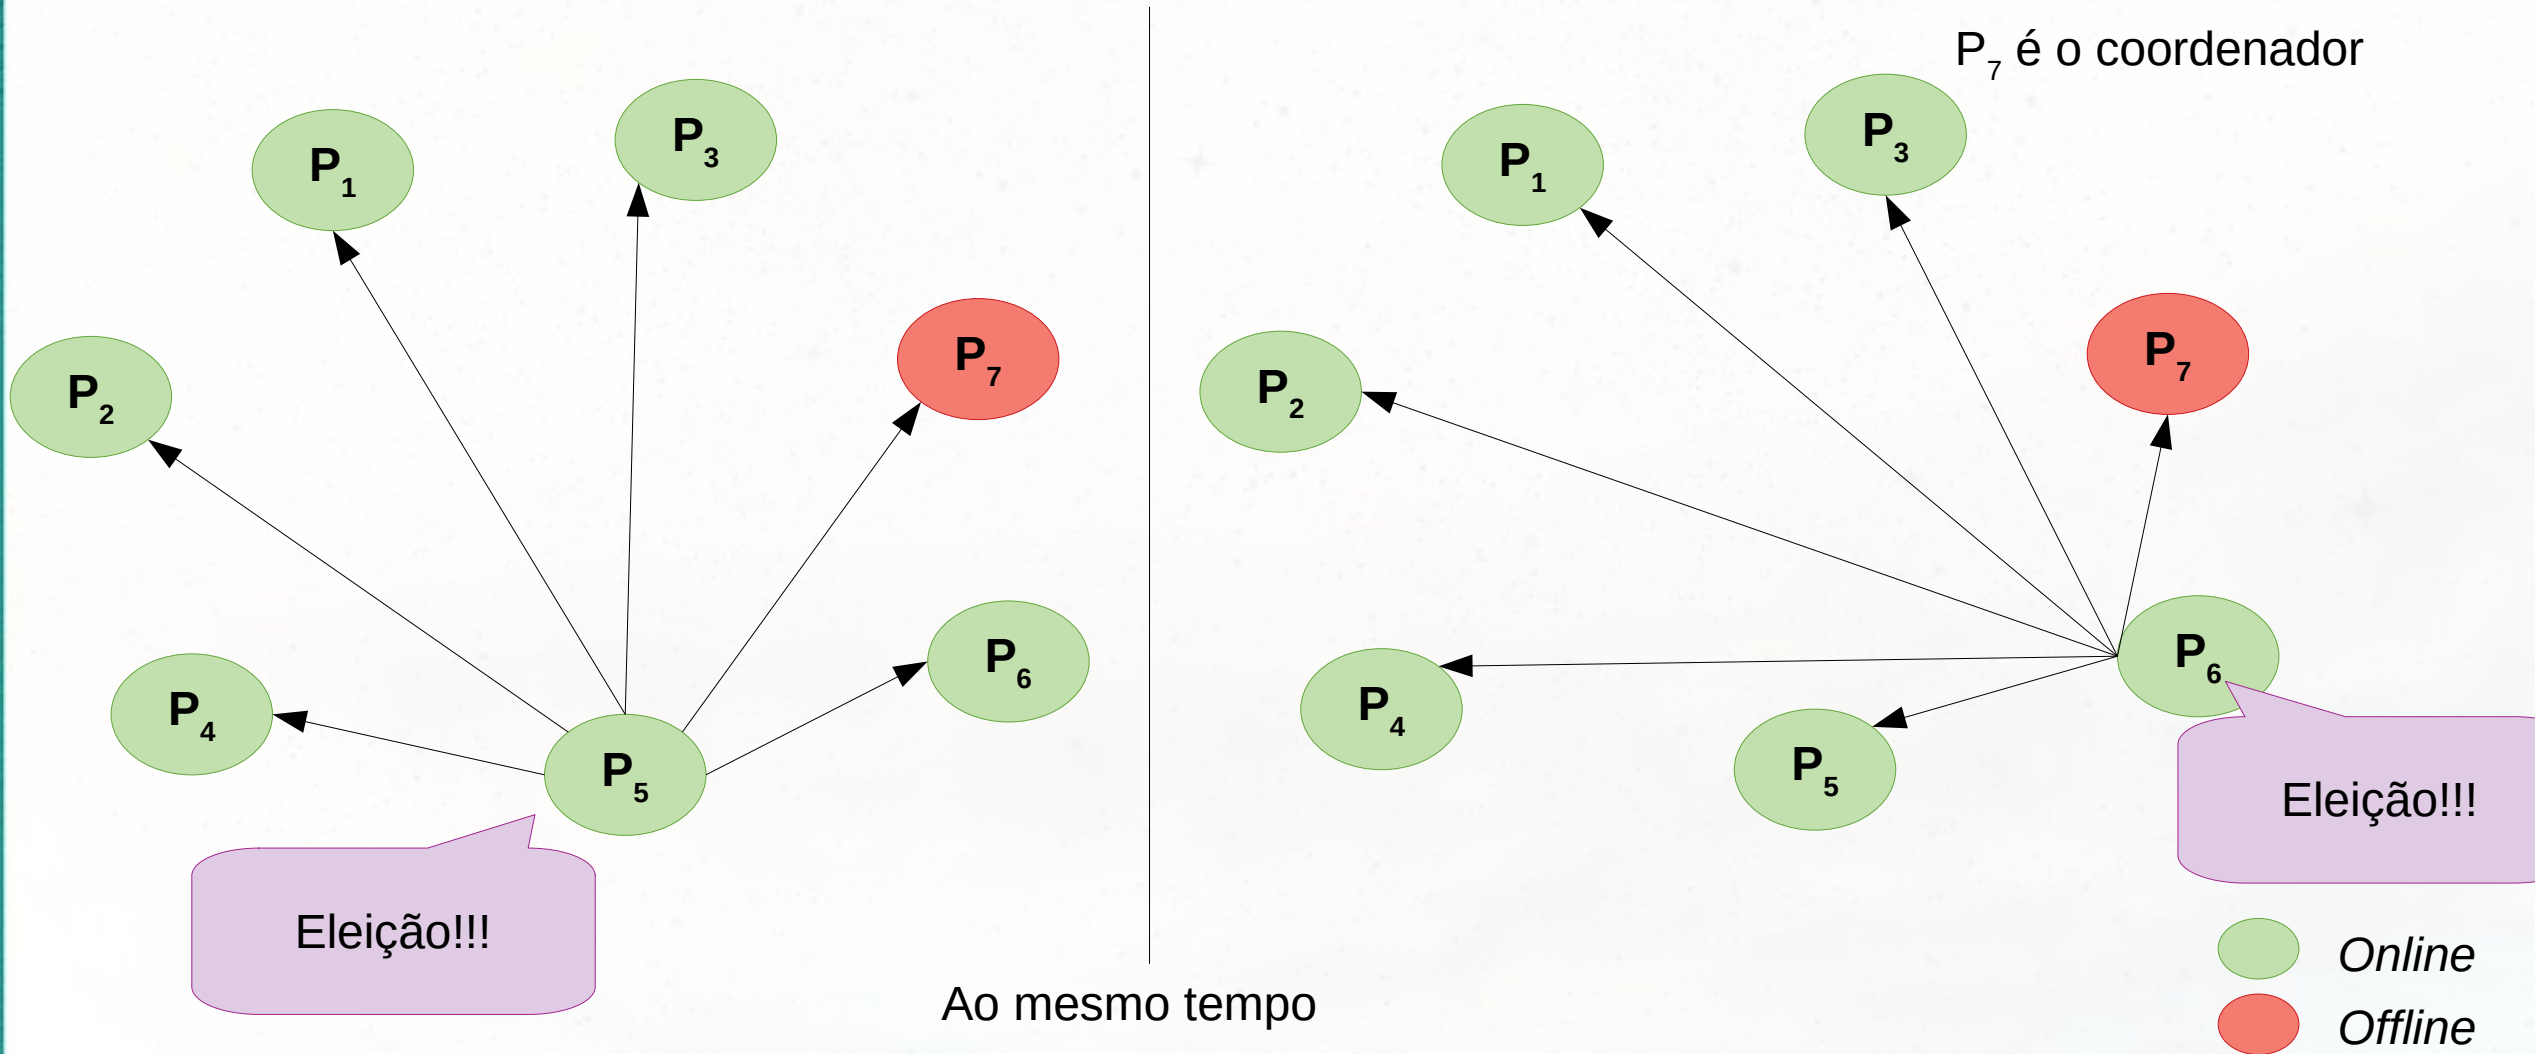 P1
P3
P7
P2
P6
P4
P5
Eleição!!!
P7 é o coordenador
P3
P1
P7
P2
P6
P4
P5
Eleição!!!
Ao mesmo tempo
Online
Offline